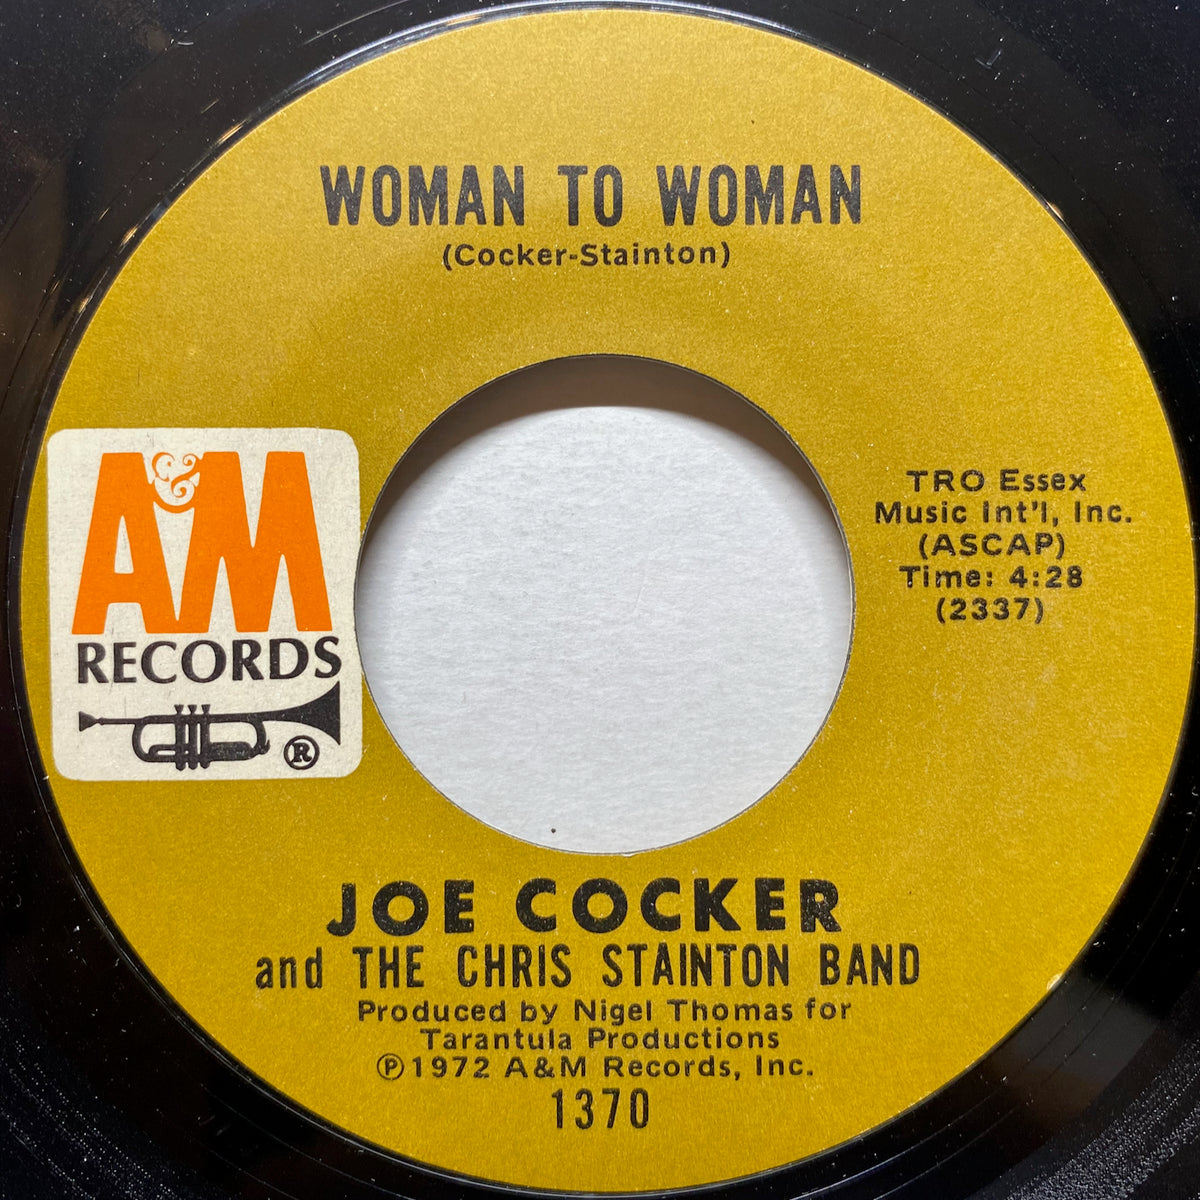 WOMAN TO WOMAN
(Cocker-Stainton)
A&M
RECORDS
®
TRO Essex
Music Int'l, Inc.
(ASCAP)
Time: 4:28
(2337)
JOE COCKER
and THE CHRIS STAINTON BAND
Produced by Nigel Thomas for
Tarantula Productions
℗1972 A&M Records, Inc.
1370